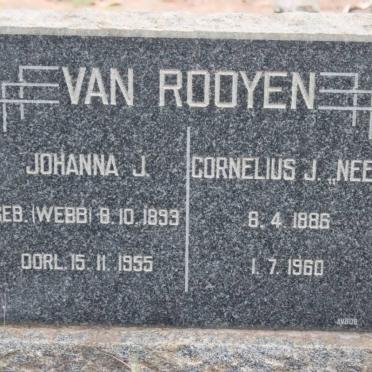 VAN ROOYEN
JOHANNA J.
GEB. (WEBB) 8.10.1893
OORL. 15.11.1955
CORNELIUS J. „NEE
8.4.1886
1.7.1960